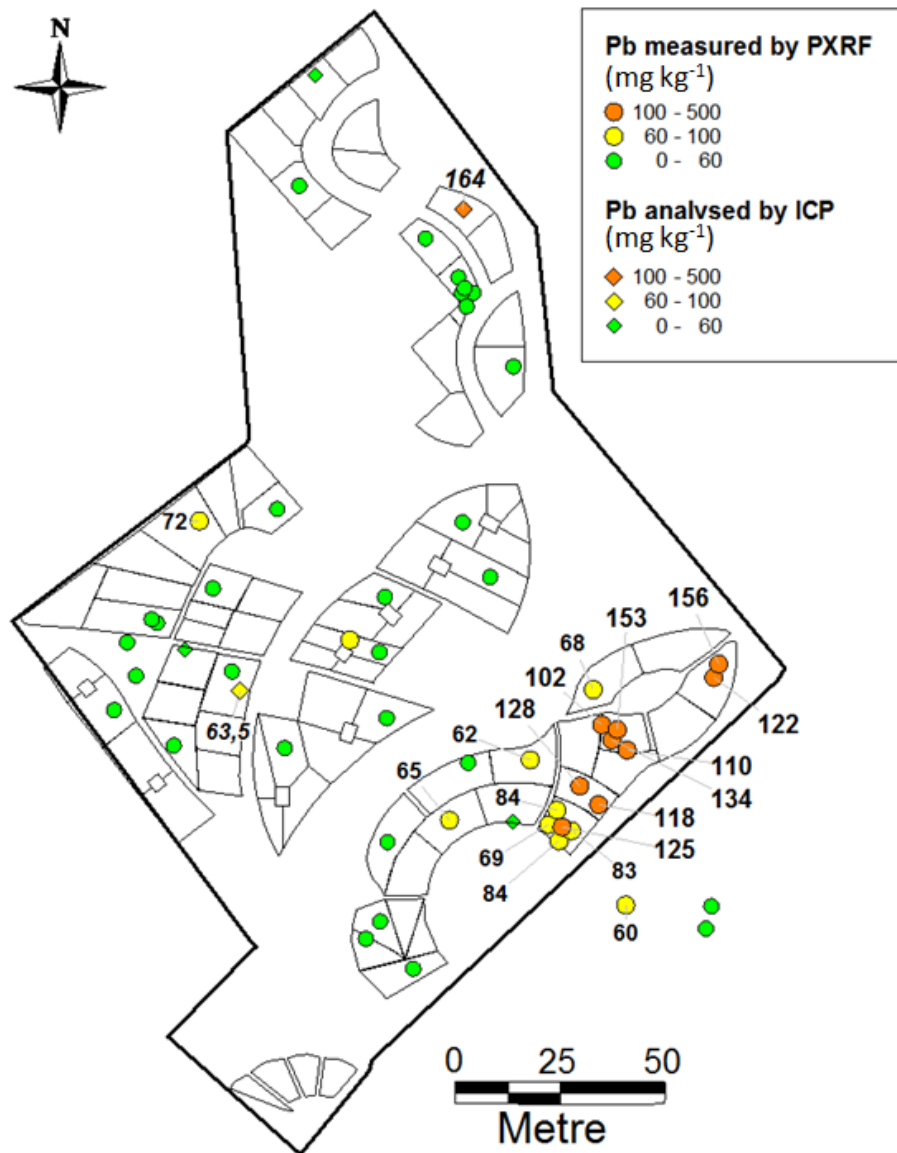 N
Pb measured by PXRF
(mg kg⁻¹)
100 - 500
60 - 100
0 - 60
Pb analvsed by ICP
(mg kg⁻¹)
100 - 500
60 - 100
0 - 60
164
72
156
153
68
102
122
128
62
110
65
84
134
63,5
118
69
125
83
84
60
0 25 50
Metre